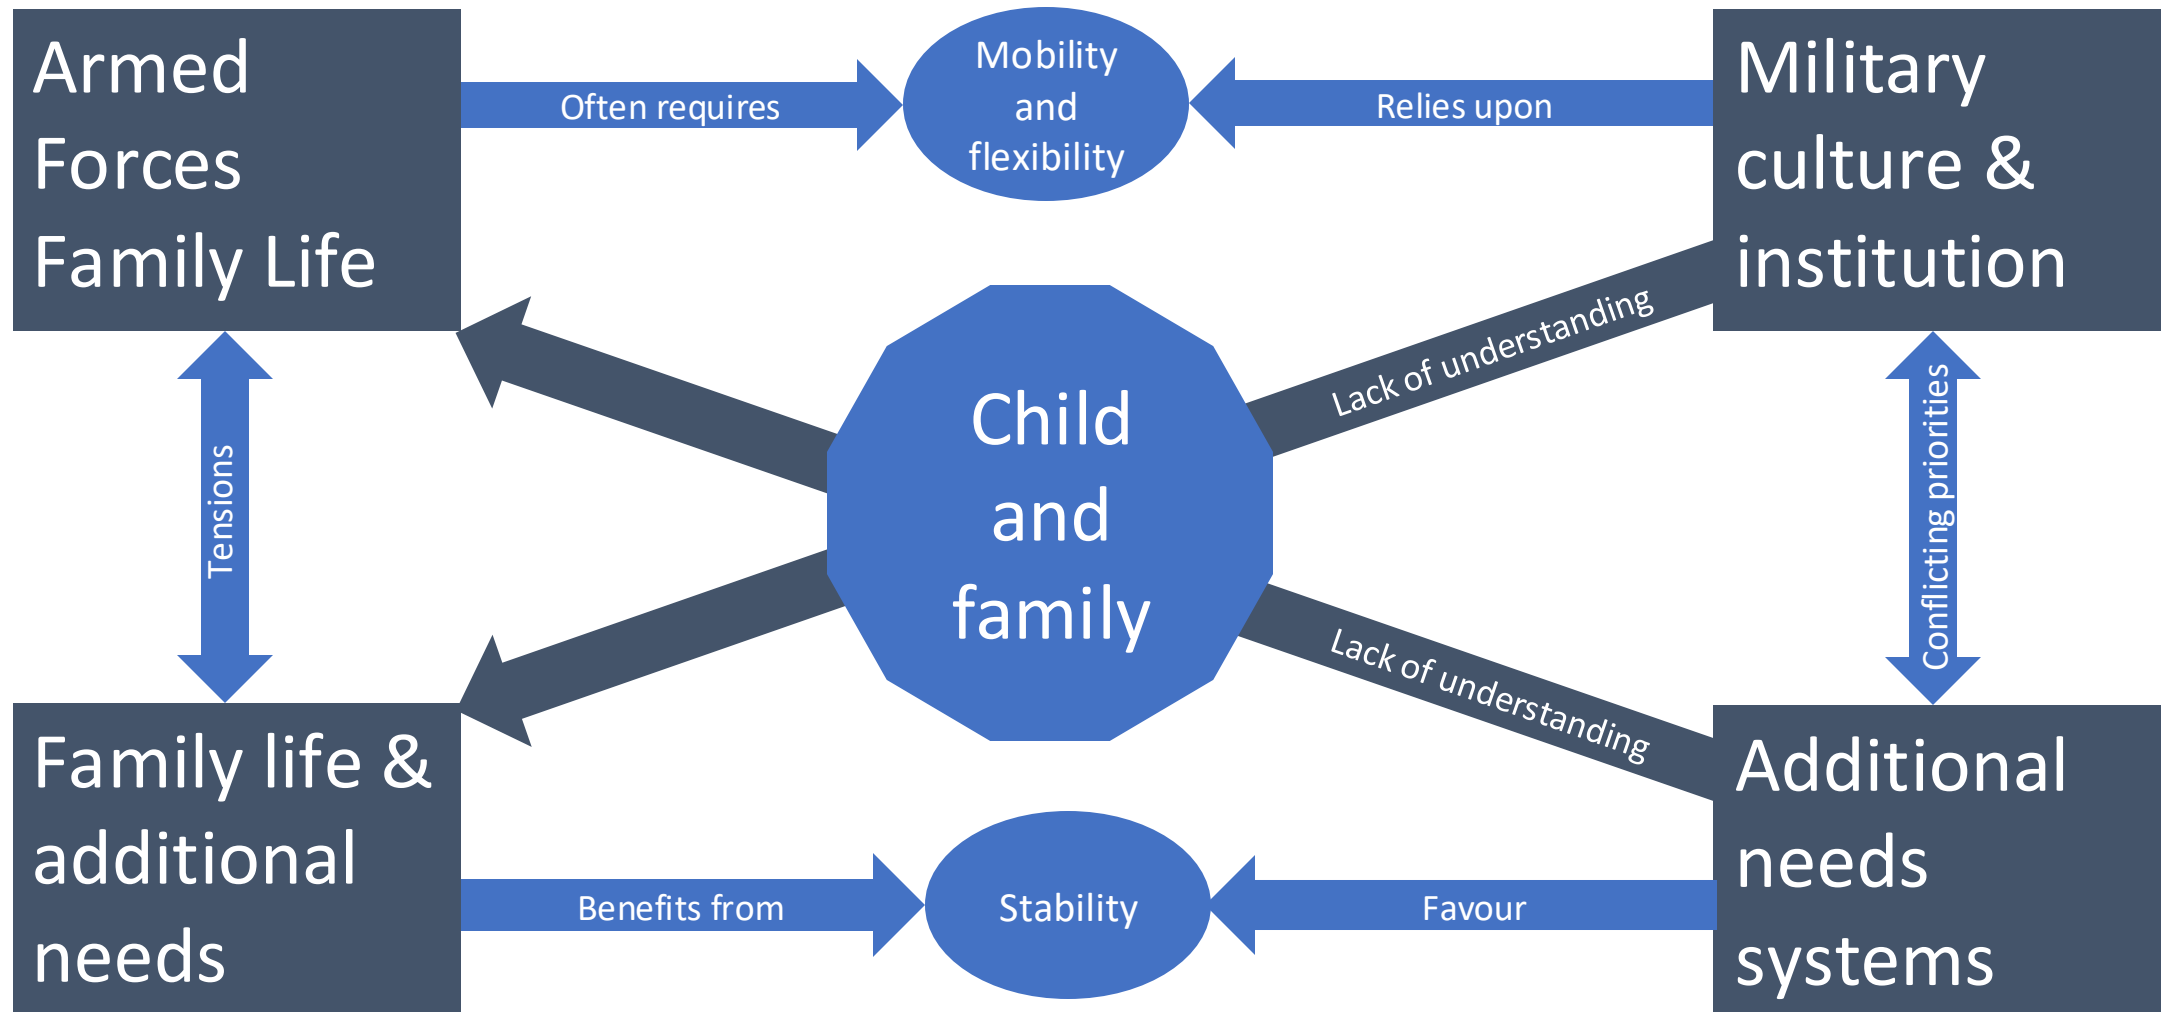 Armed
Forces
Family Life
Often requires
Mobility
and
flexibility
Relies upon
Military
culture &
institution
Lack of understanding
Tensions
Child
and
family
Conflicting priorities
Lack of understanding
Family life &
additional
needs
Benefits from
Stability
Favour
Additional
needs
systems